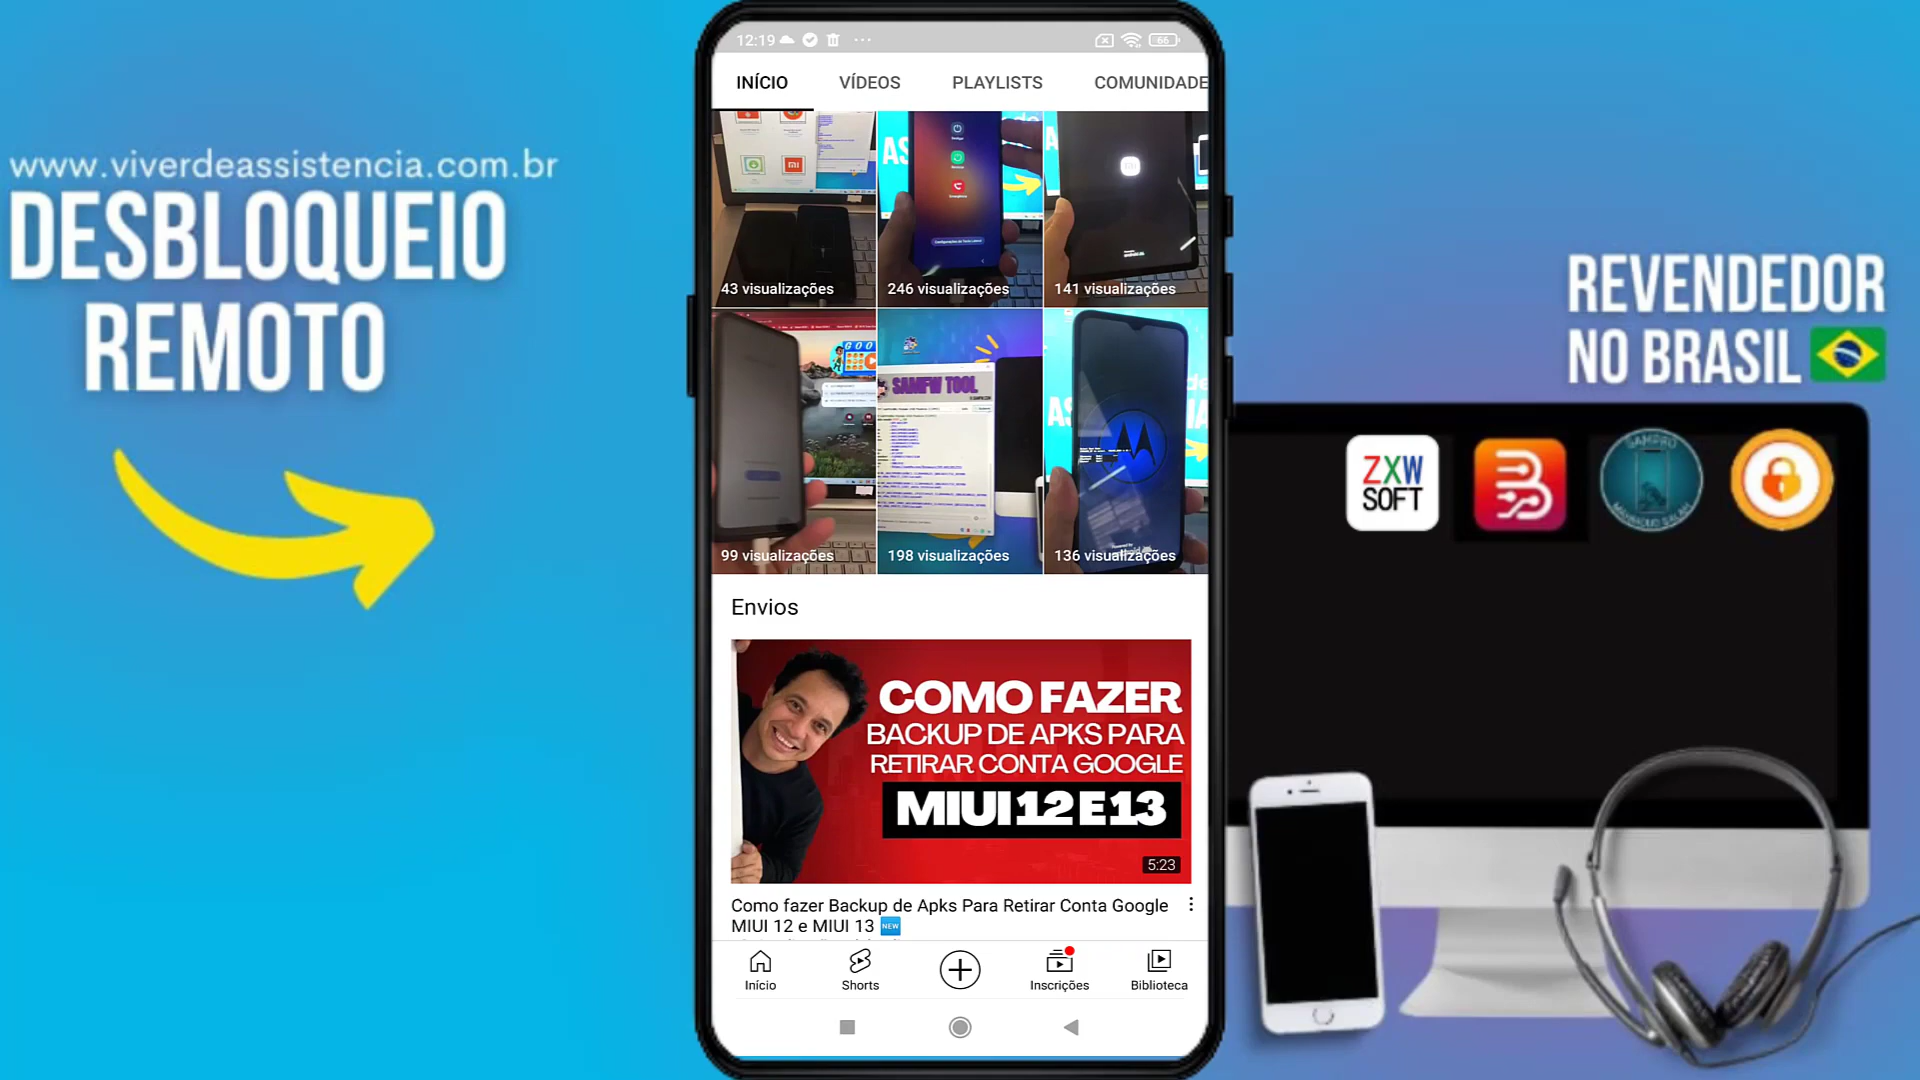 www.viverdeassistencia.com.br
DESBLOQUEIO
REMOTO
REVENDEDOR
NO BRASIL
ZXW
SOFT
12:19
66
INÍCIO
VÍDEOS
PLAYLISTS
COMUNIDADE
43 visualizações
246 visualizações
141 visualizações
SAMFW TOOL
99 visualizações
198 visualizações
136 visualizações
Envios
COMO FAZER
BACKUP DE APKS PARA
RETIRAR CONTA GOOGLE
MIUI 12 E 13
5:23
Como fazer Backup de Apks Para Retirar Conta Google
MIUI 12 e MIUI 13 NEW
Início
Shorts
Inscrições
Biblioteca